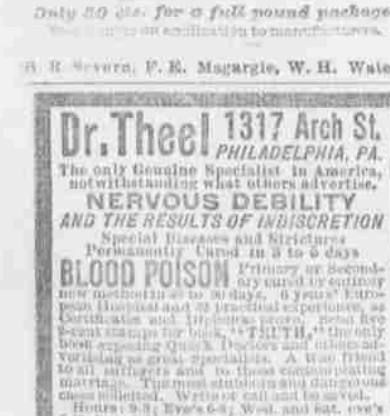 Only 50 cts. for a full pound package
on application to manufacturers.
R. Severn, F. E. Magargle, W. H. Wate
Dr. Theel 1317 Arch St.
PHILADELPHIA, PA.
The only Genuine Specialist in America,
notwithstanding what others advertise.
NERVOUS DEBILITY
AND THE RESULTS OF INDISCRETION
Special Diseases and Strictures
Permanently Cured in 3 to 5 days
BLOOD POISON Primary or Second-
ary cured by entirely
new method in 30 to 90 days. 6 years' Euro-
pean Hospital and 32 practical experience, as
Certificates and Diplomas prove. Send five
2-cent stamps for book, "TRUTH," the only
book exposing Quack Doctors and others ad-
vertising as great specialists. A true friend
to all sufferers and to those contemplating
marriage. The most stubborn and dangerous
cases solicited. Write or call and be saved.
Hours: 9-3; Eve's 6-8; Wed. and Sat. eve's